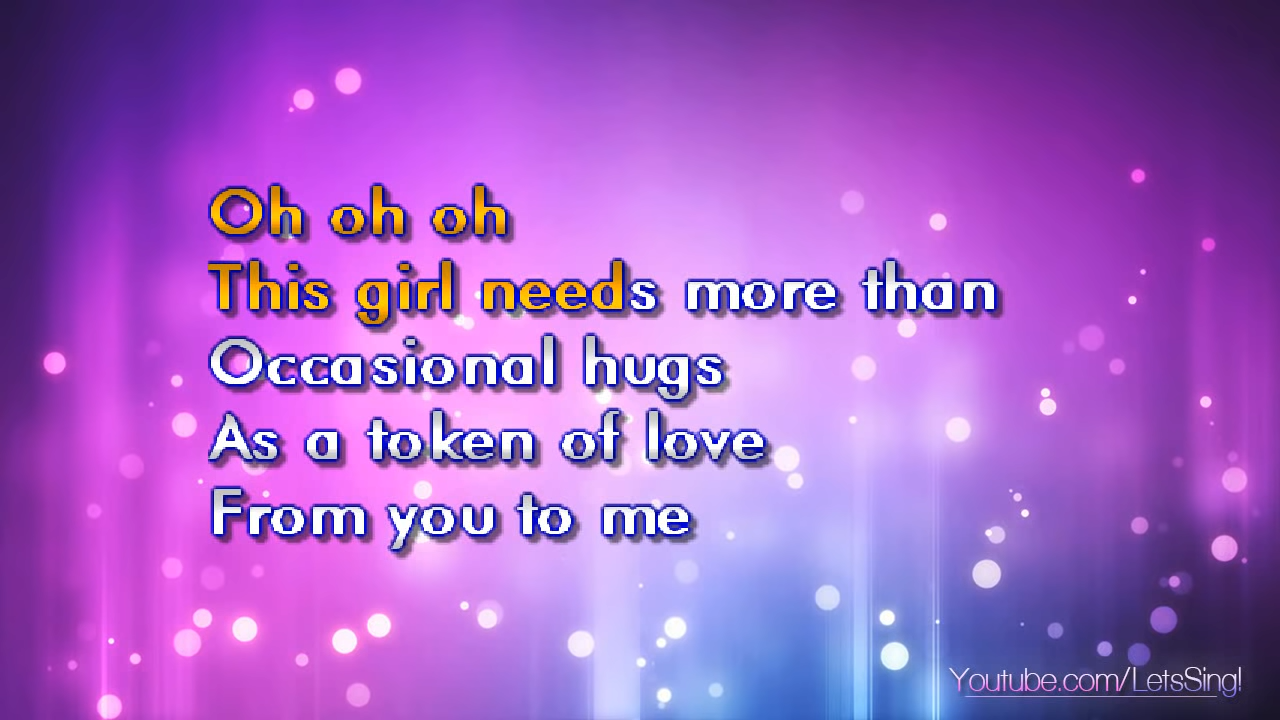 Oh oh oh
This girl needs more than
Occasional hugs
As a token of love
From you to me
Youtube.com/LetsSing!